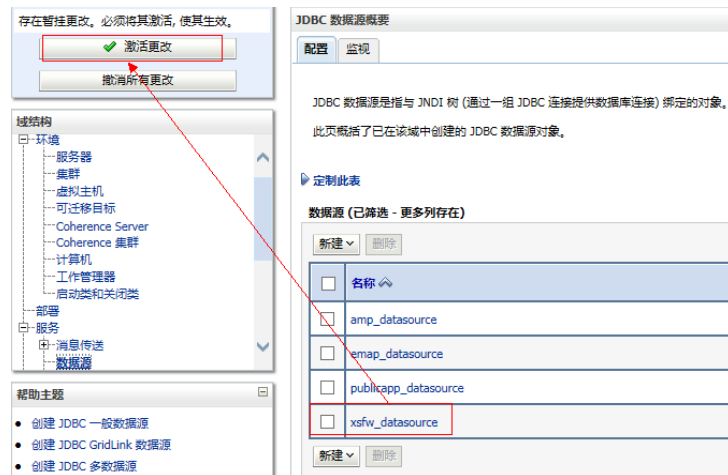 存在暂挂更改。必须将其激活, 使其生效。
激活更改
撤消所有更改
域结构
环境
服务器
集群
虚拟主机
可迁移目标
Coherence Server
Coherence 集群
计算机
工作管理器
启动类和关闭类
部署
服务
消息传送
数据源
帮助主题
创建 JDBC 一般数据源
创建 JDBC GridLink 数据源
创建 JDBC 多数据源
JDBC 数据源概要
配置 监视
JDBC 数据源是指与 JNDI 树 (通过一组 JDBC 连接提供数据库连接) 绑定的对象。
此页概括了已在该域中创建的 JDBC 数据源对象。
定制此表
数据源 (已筛选 - 更多列存在)
新建 删除
名称
amp_datasource
emap_datasource
publicapp_datasource
xsfw_datasource
新建 删除